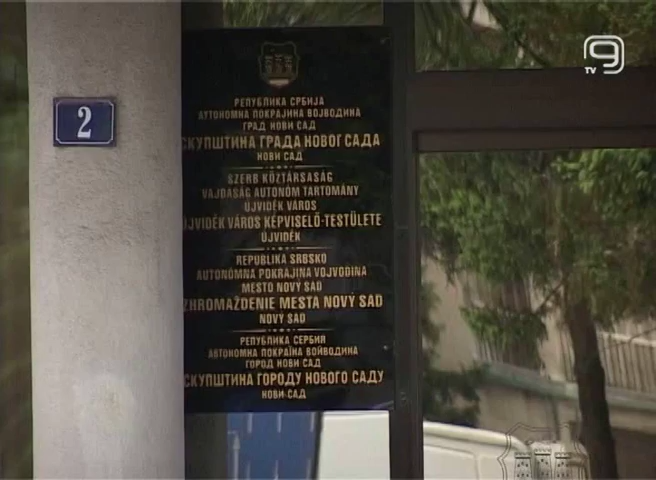 9
TV
2
РЕПУБЛИКА СРБИЈА
АУТОНОМНА ПОКРАЈИНА ВОЈВОДИНА
ГРАД НОВИ САД
СКУПШТИНА ГРАДА НОВОГ САДА
НОВИ САД
SZERB KÖZTÁRSASÁG
VAJDASÁG AUTONÓM TARTOMÁNY
ÚJVIDÉK VÁROS
ÚJVIDÉK VÁROS KÉPVISELŐ-TESTÜLETE
ÚJVIDÉK
REPUBLIKA SRBSKO
AUTONÓMNA POKRAJINA VOJVODINA
MESTO NOVÝ SAD
ZHROMAŽDENIE MESTA NOVÝ SAD
NOVÝ SAD
РЕПУБЛИКА СЕРБИЯ
АВТОНОМНА ПОКРАЇНА ВОЙВОДИНА
ГОРОД НОВИ САД
СКУПШТИНА ГОРОДУ НОВОГО САДУ
НОВИ САД